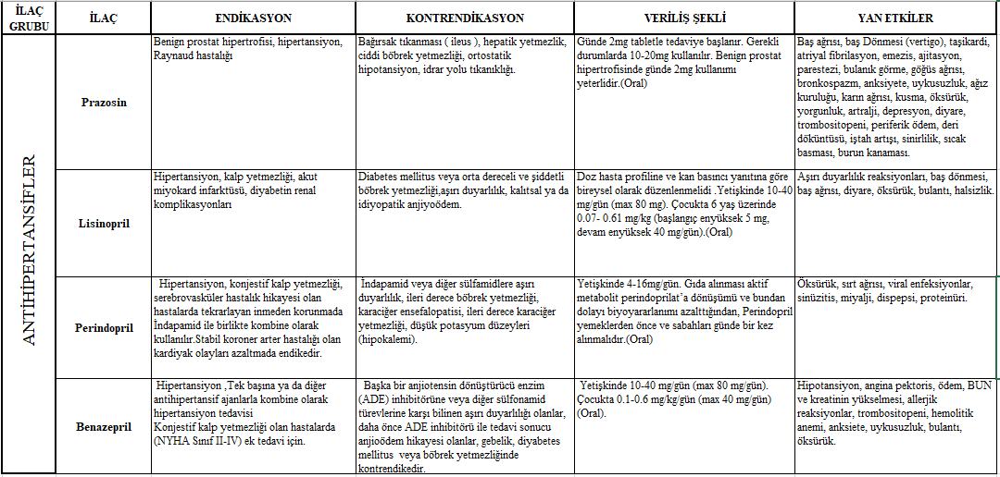 İLAÇ
GRUBU
İLAÇ
ENDİKASYON
KONTRENDİKASYON
VERİLİŞ ŞEKLİ
YAN ETKİLER
ANTİHİPERTANSİFLER
Prazosin
Benign prostat hipertrofisi, hipertansiyon,
Raynaud hastalığı
Bağırsak tıkanması ( ileus ), hepatik yetmezlik,
ciddi böbrek yetmezliği, ortostatik
hipotansiyon, idrar yolu tıkanıklığı.
Günde 2mg tabletle tedaviye başlanır. Gerekli
durumlarda 10-20mg kullanılır. Benign prostat
hipertrofisinde günde 2mg kullanımı
yeterlidir.(Oral)
Baş ağrısı, baş Dönmesi (vertigo), taşikardi,
atriyal fibrilasyon, emezis, ajitasyon,
parestezi, bulanık görme, göğüs ağrısı,
bronkospazm, anksiyete, uykusuzluk, ağız
kuruluğu, karın ağrısı, kusma, öksürük,
yorgunluk, artralji, depresyon, diyare,
trombositopeni, periferik ödem, deri
döküntüsü, iştah artışı, sinirlilik, sıcak
basması, burun kanaması.
Lisinopril
Hipertansiyon, kalp yetmezliği, akut
miyokard infarktüsü, diyabetin renal
komplikasyonları
Diabetes mellitus veya orta dereceli ve şiddetli
böbrek yetmezliği,aşırı duyarlılık, kalıtsal ya da
idiyopatik anjiyoödem.
Doz hasta profiline ve kan basıncı yanıtına göre
bireysel olarak düzenlenmelidi .Yetişkinde 10-40
mg/gün (max 80 mg). Çocukta 6 yaş üzerinde
0.07- 0.61 mg/kg (başlangıç enyüksek 5 mg,
devam enyüksek 40 mg/gün).(Oral)
Aşırı duyarlılık reaksiyonları, baş dönmesi,
baş ağrısı, diyare, öksürük, bulantı, halsizlik.
Perindopril
Hipertansiyon, konjestif kalp yetmezliği,
serebrovasküler hastalık hikayesi olan
hastalarda tekrarlayan inmeden korunmada
İndapamid ile birlikte kombine olarak
kullanılır.Stabil koroner arter hastalığı olan
kardiyak olayları azaltmada endikedir.
İndapamid veya diğer sülfamidlere aşırı
duyarlılık, ileri derece böbrek yetmezliği,
karaciğer ensefalopatisi, ileri derece karaciğer
yetmezliği, düşük potasyum düzeyleri
(hipokalemi).
Yetişkinde 4-16mg/gün. Gıda alınması aktif
metabolit perindoprilat’a dönüşümü ve bundan
dolayı biyoyararlanımı azalttığından, Perindopril
yemeklerden önce ve sabahları günde bir kez
alınmalıdır.(Oral)
Öksürük, sırt ağrısı, viral enfeksiyonlar,
sinüzitis, miyalji, dispepsi, proteinüri.
Benazepril
Hipertansiyon ,Tek başına ya da diğer
antihipertansif ajanlarla kombine olarak
hipertansiyon tedavisi
Konjestif kalp yetmezliği olan hastalarda
(NYHA Sınıf II-IV) ek tedavi için.
Başka bir anjiotensin dönüştürücü enzim
(ADE) inhibitörüne veya diğer sülfonamid
türevlerine karşı bilinen aşırı duyarlılığı olanlar,
daha önce ADE inhibitörü ile tedavi sonucu
anjioödem hikayesi olanlar, gebelik, diyabetes
mellitus veya böbrek yetmezliğinde
kontrendikedir.
Yetişkinde 10-40 mg/gün (max 80 mg/gün).
Çocukta 0.1-0.6 mg/kg/gün (max 40 mg/gün)
(Oral).
Hipotansiyon, angina pektoris, ödem, BUN
ve kreatinin yükselmesi, allerjik
reaksiyonlar, trombositopeni, hemolitik
anemi, anksiete, uykusuzluk, bulantı,
öksürük.